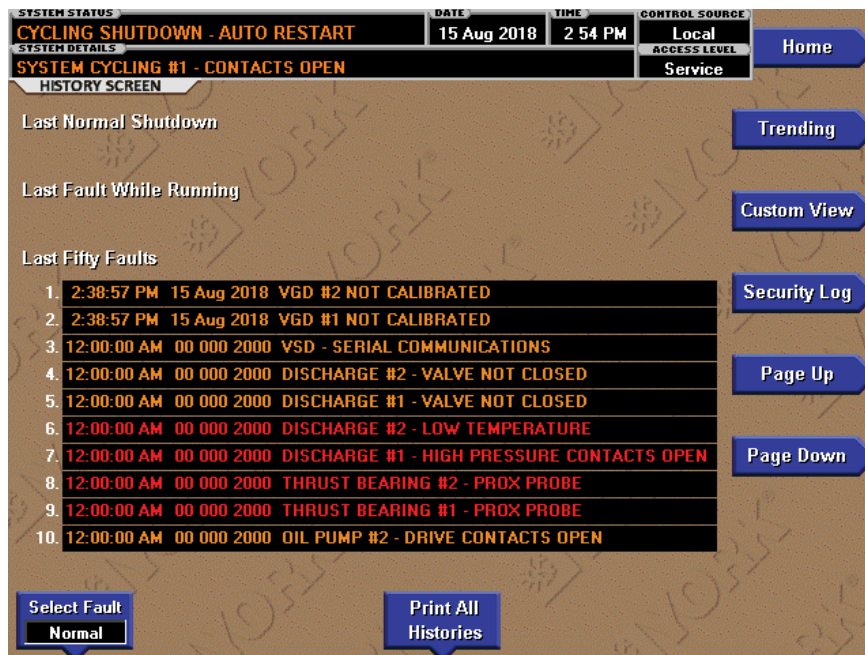 SYSTEM STATUS
CYCLING SHUTDOWN - AUTO RESTART
DATE
15 Aug 2018
TIME
2 54 PM
CONTROL SOURCE
Local
SYSTEM DETAILS
SYSTEM CYCLING #1 - CONTACTS OPEN
ACCESS LEVEL
Service
Home
HISTORY SCREEN
Last Normal Shutdown
Trending
Last Fault While Running
Custom View
Last Fifty Faults
1. 2:38:57 PM 15 Aug 2018 VGD #2 NOT CALIBRATED
Security Log
2. 2:38:57 PM 15 Aug 2018 VGD #1 NOT CALIBRATED
3. 12:00:00 AM 00 000 2000 VSD - SERIAL COMMUNICATIONS
4. 12:00:00 AM 00 000 2000 DISCHARGE #2 - VALVE NOT CLOSED
Page Up
5. 12:00:00 AM 00 000 2000 DISCHARGE #1 - VALVE NOT CLOSED
6. 12:00:00 AM 00 000 2000 DISCHARGE #2 - LOW TEMPERATURE
7. 12:00:00 AM 00 000 2000 DISCHARGE #1 - HIGH PRESSURE CONTACTS OPEN
Page Down
8. 12:00:00 AM 00 000 2000 THRUST BEARING #2 - PROX PROBE
9. 12:00:00 AM 00 000 2000 THRUST BEARING #1 - PROX PROBE
10. 12:00:00 AM 00 000 2000 OIL PUMP #2 - DRIVE CONTACTS OPEN
Select Fault
Normal
Print All
Histories
YORK